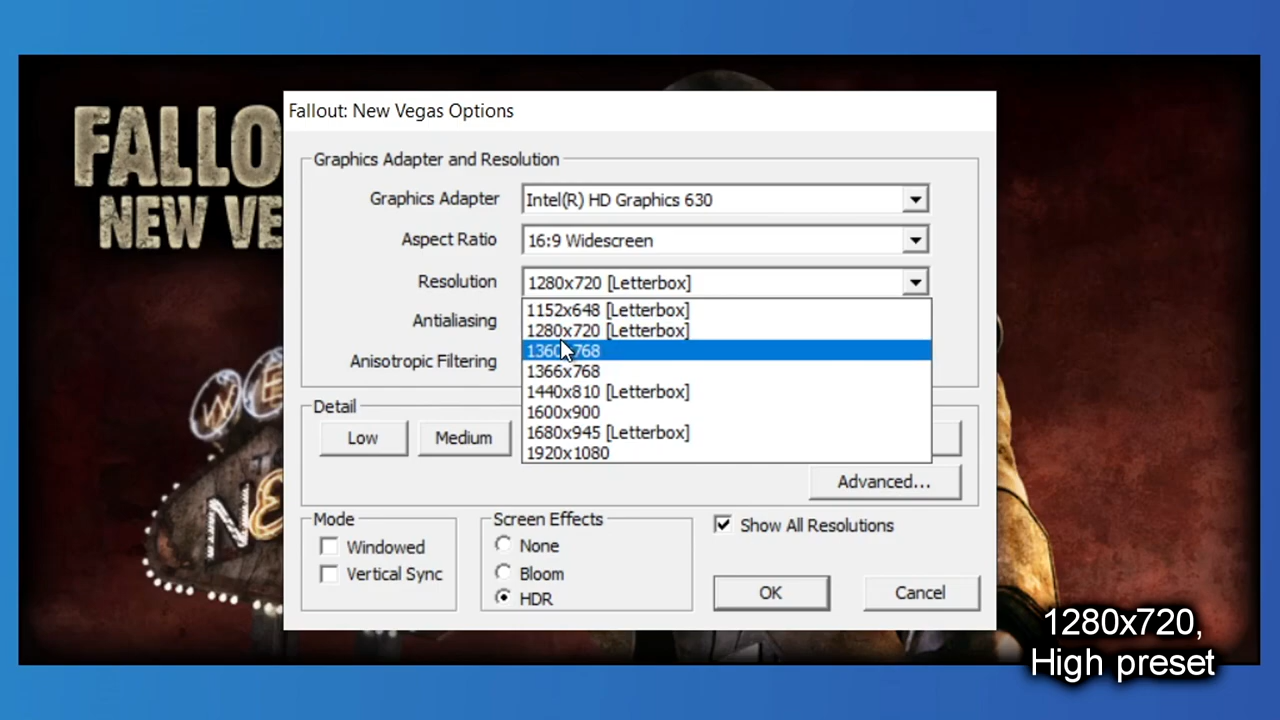 FALLO
NEW VE
Fallout: New Vegas Options
Graphics Adapter and Resolution
Graphics Adapter
Intel(R) HD Graphics 630
Aspect Ratio
16:9 Widescreen
Resolution
1280x720 [Letterbox]
1152x648 [Letterbox]
1280x720 [Letterbox]
Antialiasing
1360x768
Anisotropic Filtering
1366x768
1440x810 [Letterbox]
1600x900
1680x945 [Letterbox]
1920x1080
Detail
Low
Medium
Advanced...
Mode
Windowed
Vertical Sync
Screen Effects
None
Bloom
HDR
Show All Resolutions
OK
Cancel
WE
NE
1280x720,
High preset